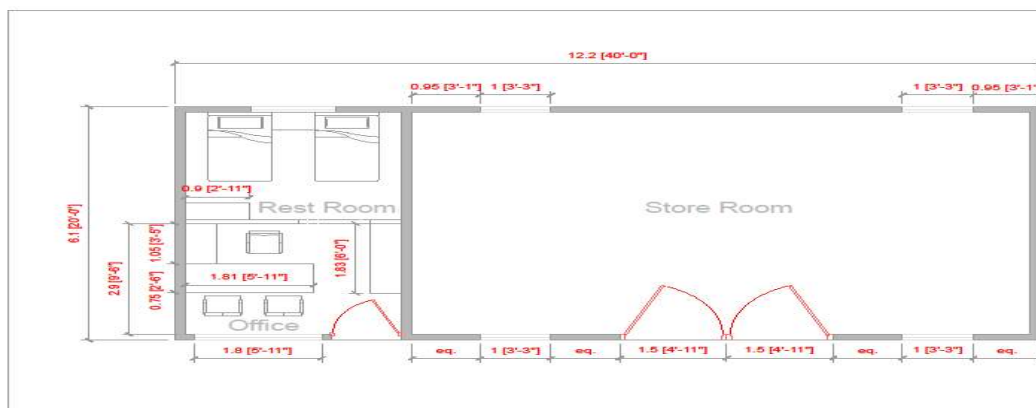 12.2 [40'-0"]
0.95 [3'-1"] 1 [3'-3"] 1 [3'-3"] 0.95 [3'-1"
0.9 [2'-11"]
Rest Room Store Room
6.1 [20'-0"]
2.9 [9'-6"]
1.05 [3'-5"]
0.75 [2'-6"]
1.81 [5'-11"]
1.83 [6'-0"]
Office
1.8 [5'-11"] eq. 1 [3'-3"] eq. 1.5 [4'-11"] 1.5 [4'-11"] eq. 1 [3'-3"] eq.